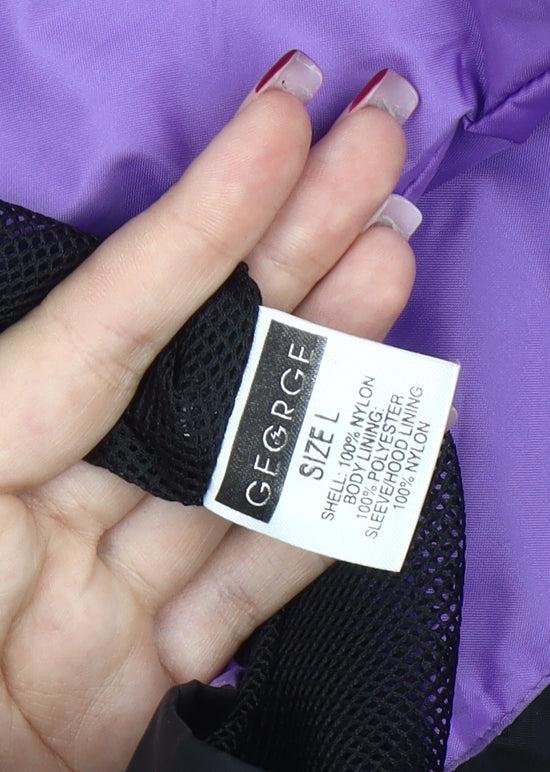 GEORGE
SIZE L
SHELL: 100% NYLON
BODY LINING:
100% POLYESTER
SLEEVE/HOOD LINING
100% NYLON